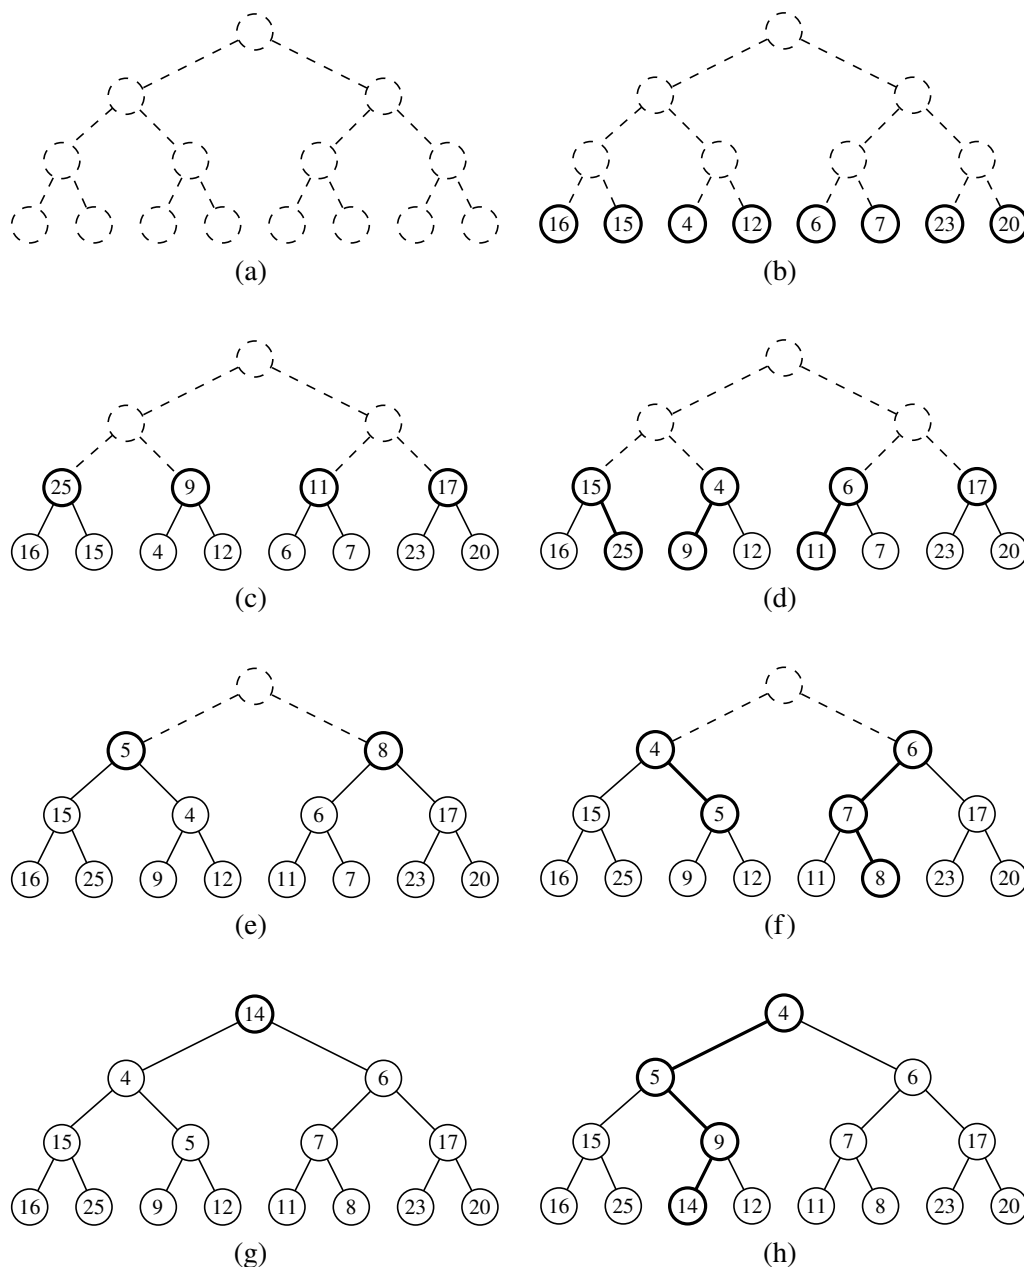 16 15 4 12 6 7 23 20
(a) (b)
25 9 11 17 15 4 6 17
16 15 4 12 6 7 23 20 16 25 9 12 11 7 23 20
(c) (d)
5 8 4 6
15 4 6 17 15 5 7 17
16 25 9 12 11 7 23 20 16 25 9 12 11 8 23 20
(e) (f)
14 4
4 6 5 6
15 5 7 17 15 9 7 17
16 25 9 12 11 8 23 20 16 25 14 12 11 8 23 20
(g) (h)